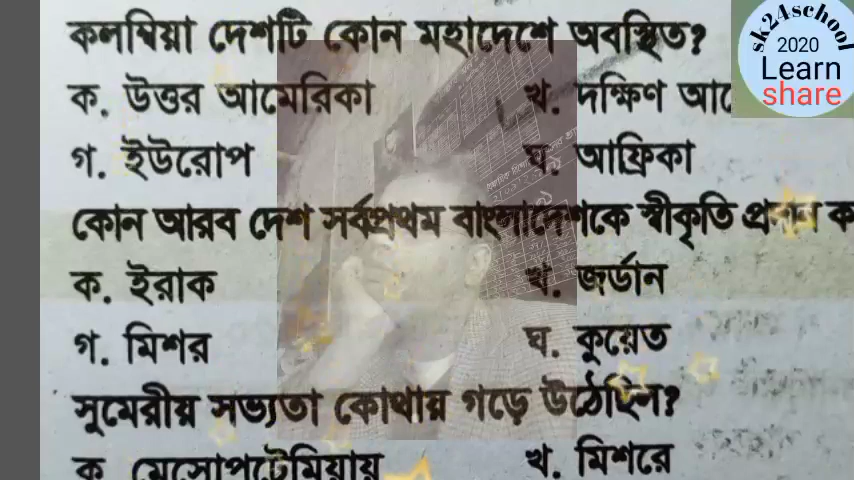 কলম্বিয়া দেশটি কোন মহাদেশে অবস্থিত?
ক. উত্তর আমেরিকা খ. দক্ষিণ
গ. ইউরোপ ঘ. আফ্রিকা
কোন আরব দেশ সর্বপ্রথম বাংলাদেশকে স্বীকৃতি প্রদান
ক. ইরাক খ. জর্ডান
গ. মিশর ঘ. কুয়েত
সুমেরীয় সভ্যতা কোথায় গড়ে উঠেছিল?
ক মেসোপটেমিয়ায় খ. মিশরে
sk24school
2020
Learn
share